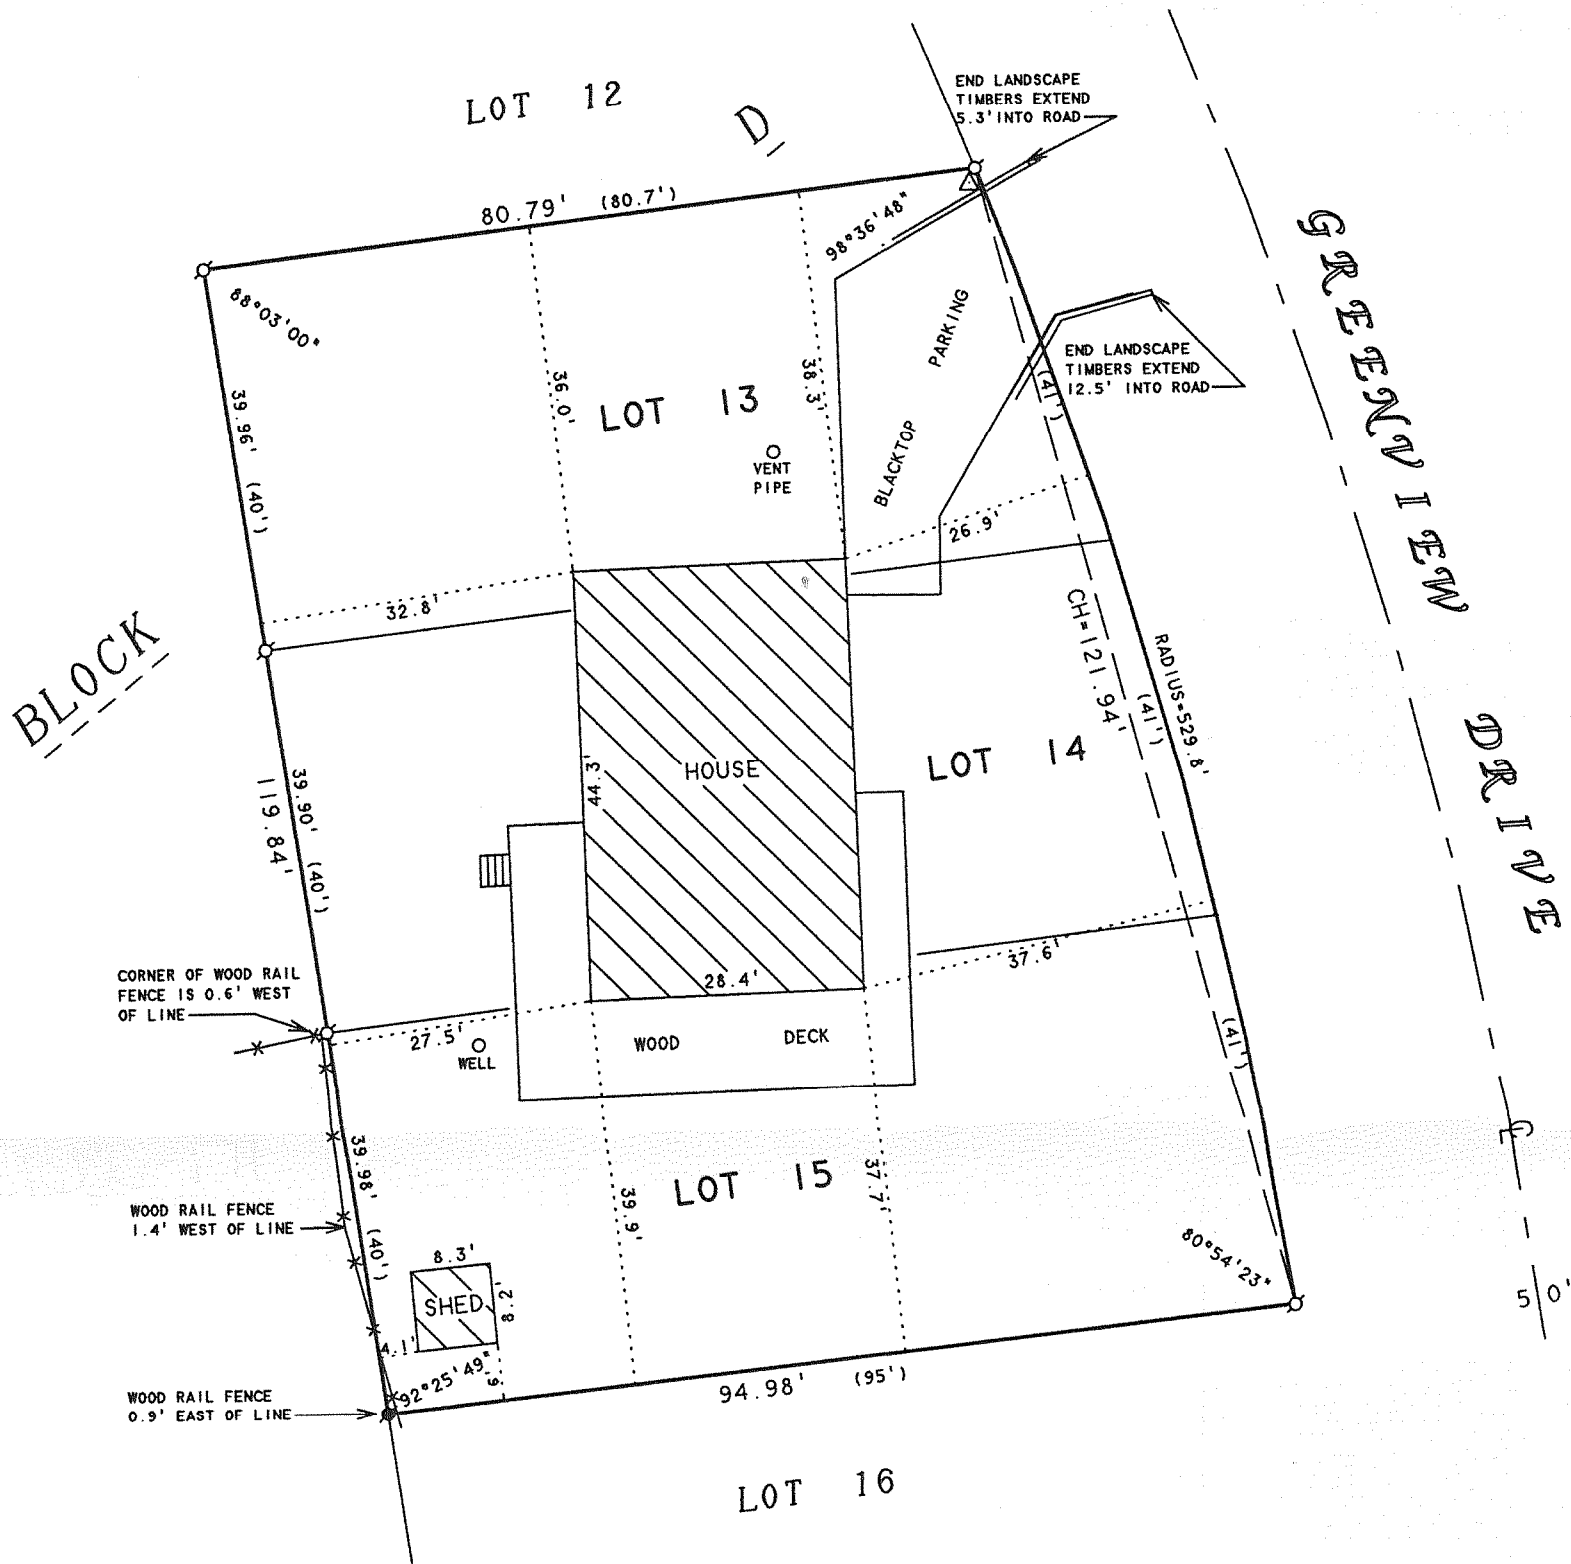 LOT 12
D
END LANDSCAPE
TIMBERS EXTEND
5.3' INTO ROAD
80.79' (80.7')
98°36'48"
88°03'00"
GREENVIEW DRIVE
PARKING
BLACKTOP
END LANDSCAPE
TIMBERS EXTEND
12.5' INTO ROAD
39.96' (40')
36.0'
38.3'
LOT 13
(41')
VENT
PIPE
26.9'
32.8'
BLOCK
CH=121.94'
RADIUS=529.8'
(41')
LOT 14
HOUSE
44.3'
39.90' (40')
119.84'
CORNER OF WOOD RAIL
FENCE IS 0.6' WEST
OF LINE
28.4'
37.6'
27.5'
WELL
WOOD DECK
(41')
39.98' (40')
LOT 15
39.9'
37.7'
WOOD RAIL FENCE
1.4' WEST OF LINE
8.3'
SHED
8.2'
4.1'
6'
92°25'49"
80°54'23"
℄
50'
WOOD RAIL FENCE
0.9' EAST OF LINE
94.98' (95')
LOT 16